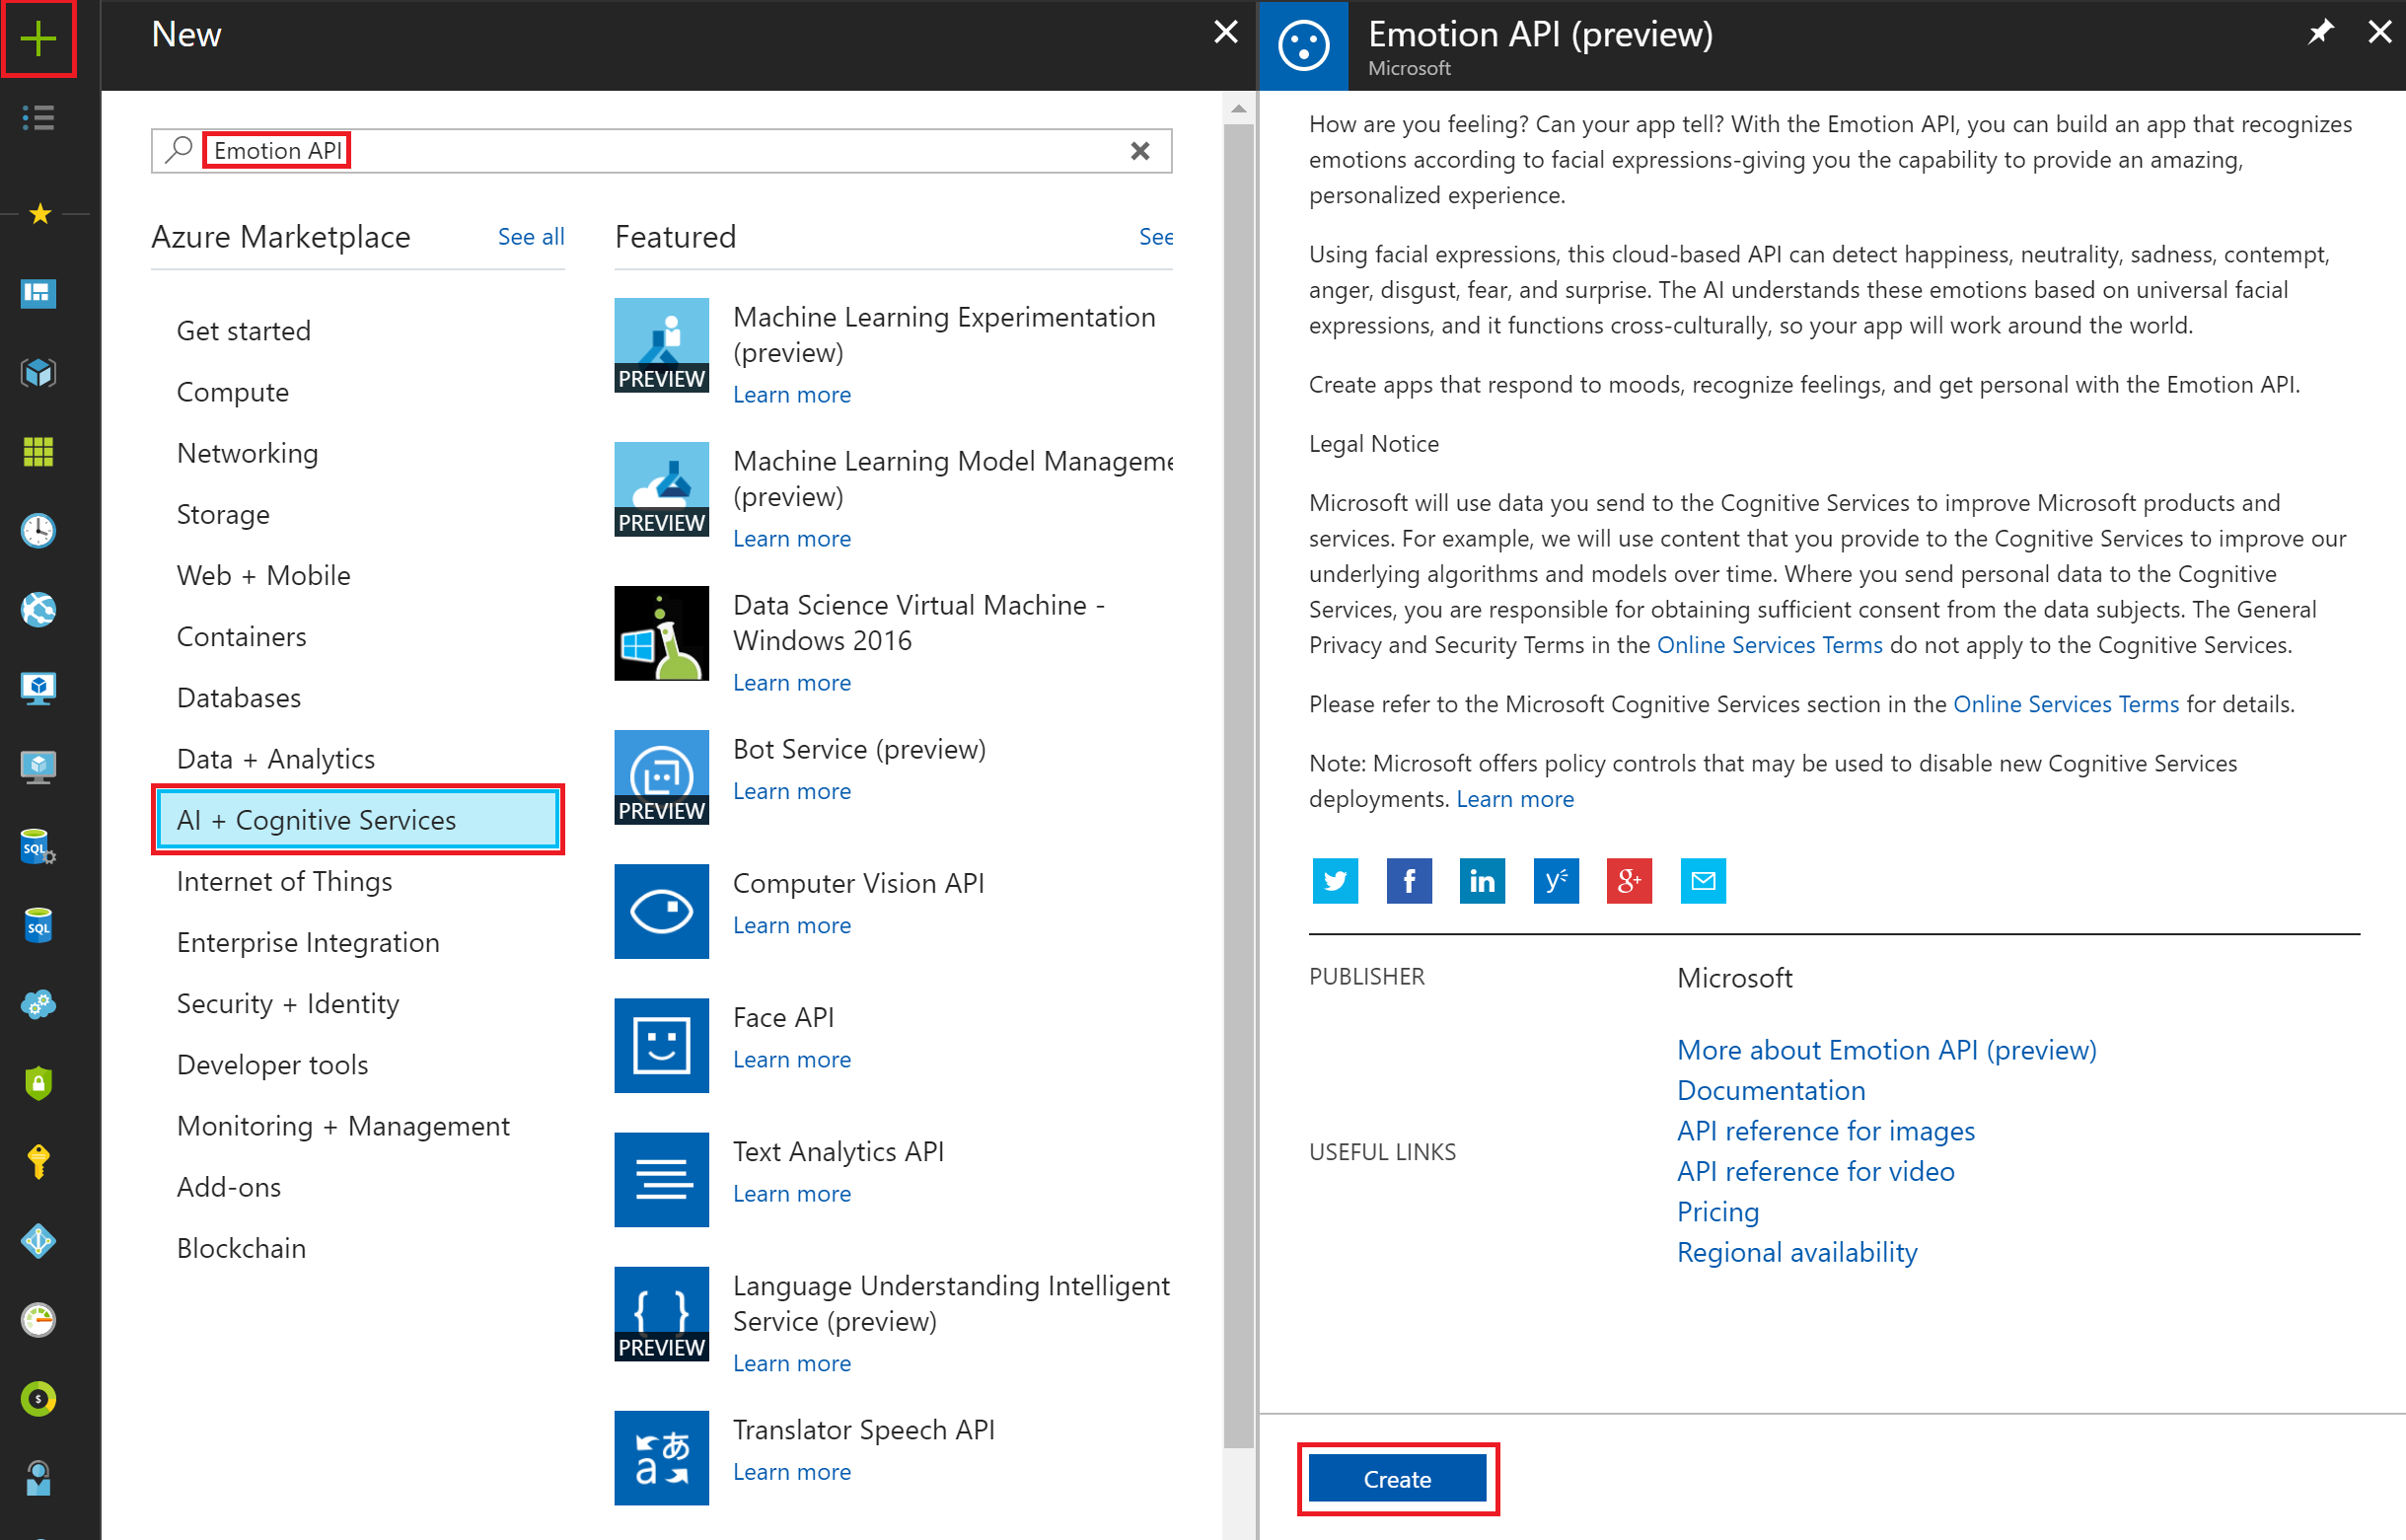 New
Emotion API
Azure Marketplace
See all
Get started
Compute
Networking
Storage
Web + Mobile
Containers
Databases
Data + Analytics
AI + Cognitive Services
Internet of Things
Enterprise Integration
Security + Identity
Developer tools
Monitoring + Management
Add-ons
Blockchain
Featured
See
PREVIEW
Machine Learning Experimentation
(preview)
Learn more
PREVIEW
Machine Learning Model Manageme
(preview)
Learn more
Data Science Virtual Machine -
Windows 2016
Learn more
PREVIEW
Bot Service (preview)
Learn more
Computer Vision API
Learn more
Face API
Learn more
Text Analytics API
Learn more
{ }
PREVIEW
Language Understanding Intelligent
Service (preview)
Learn more
あ
a
Translator Speech API
Learn more
SQL
SQL
$
Emotion API (preview)
Microsoft
How are you feeling? Can your app tell? With the Emotion API, you can build an app that recognizes
emotions according to facial expressions-giving you the capability to provide an amazing,
personalized experience.
Using facial expressions, this cloud-based API can detect happiness, neutrality, sadness, contempt,
anger, disgust, fear, and surprise. The AI understands these emotions based on universal facial
expressions, and it functions cross-culturally, so your app will work around the world.
Create apps that respond to moods, recognize feelings, and get personal with the Emotion API.
Legal Notice
Microsoft will use data you send to the Cognitive Services to improve Microsoft products and
services. For example, we will use content that you provide to the Cognitive Services to improve our
underlying algorithms and models over time. Where you send personal data to the Cognitive
Services, you are responsible for obtaining sufficient consent from the data subjects. The General
Privacy and Security Terms in the Online Services Terms do not apply to the Cognitive Services.
Please refer to the Microsoft Cognitive Services section in the Online Services Terms for details.
Note: Microsoft offers policy controls that may be used to disable new Cognitive Services
deployments. Learn more
f in y g+
PUBLISHER
Microsoft
USEFUL LINKS
More about Emotion API (preview)
Documentation
API reference for images
API reference for video
Pricing
Regional availability
Create